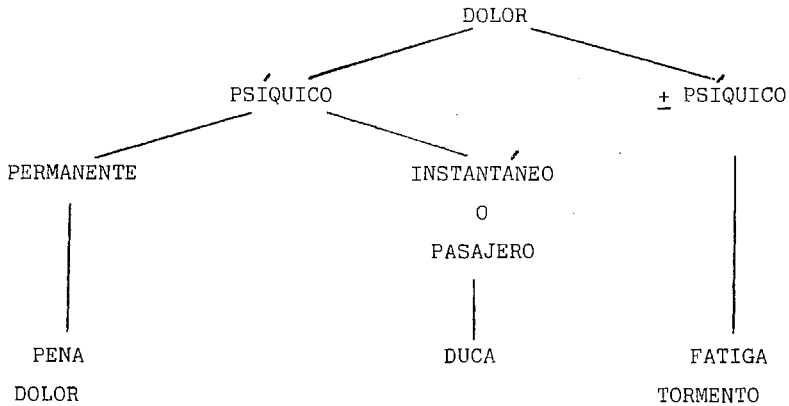 DOLOR
PSÍQUICO
± PSÍQUICO
PERMANENTE
INSTANTÁNEO
O
PASAJERO
PENA
DUCA
FATIGA
DOLOR
TORMENTO